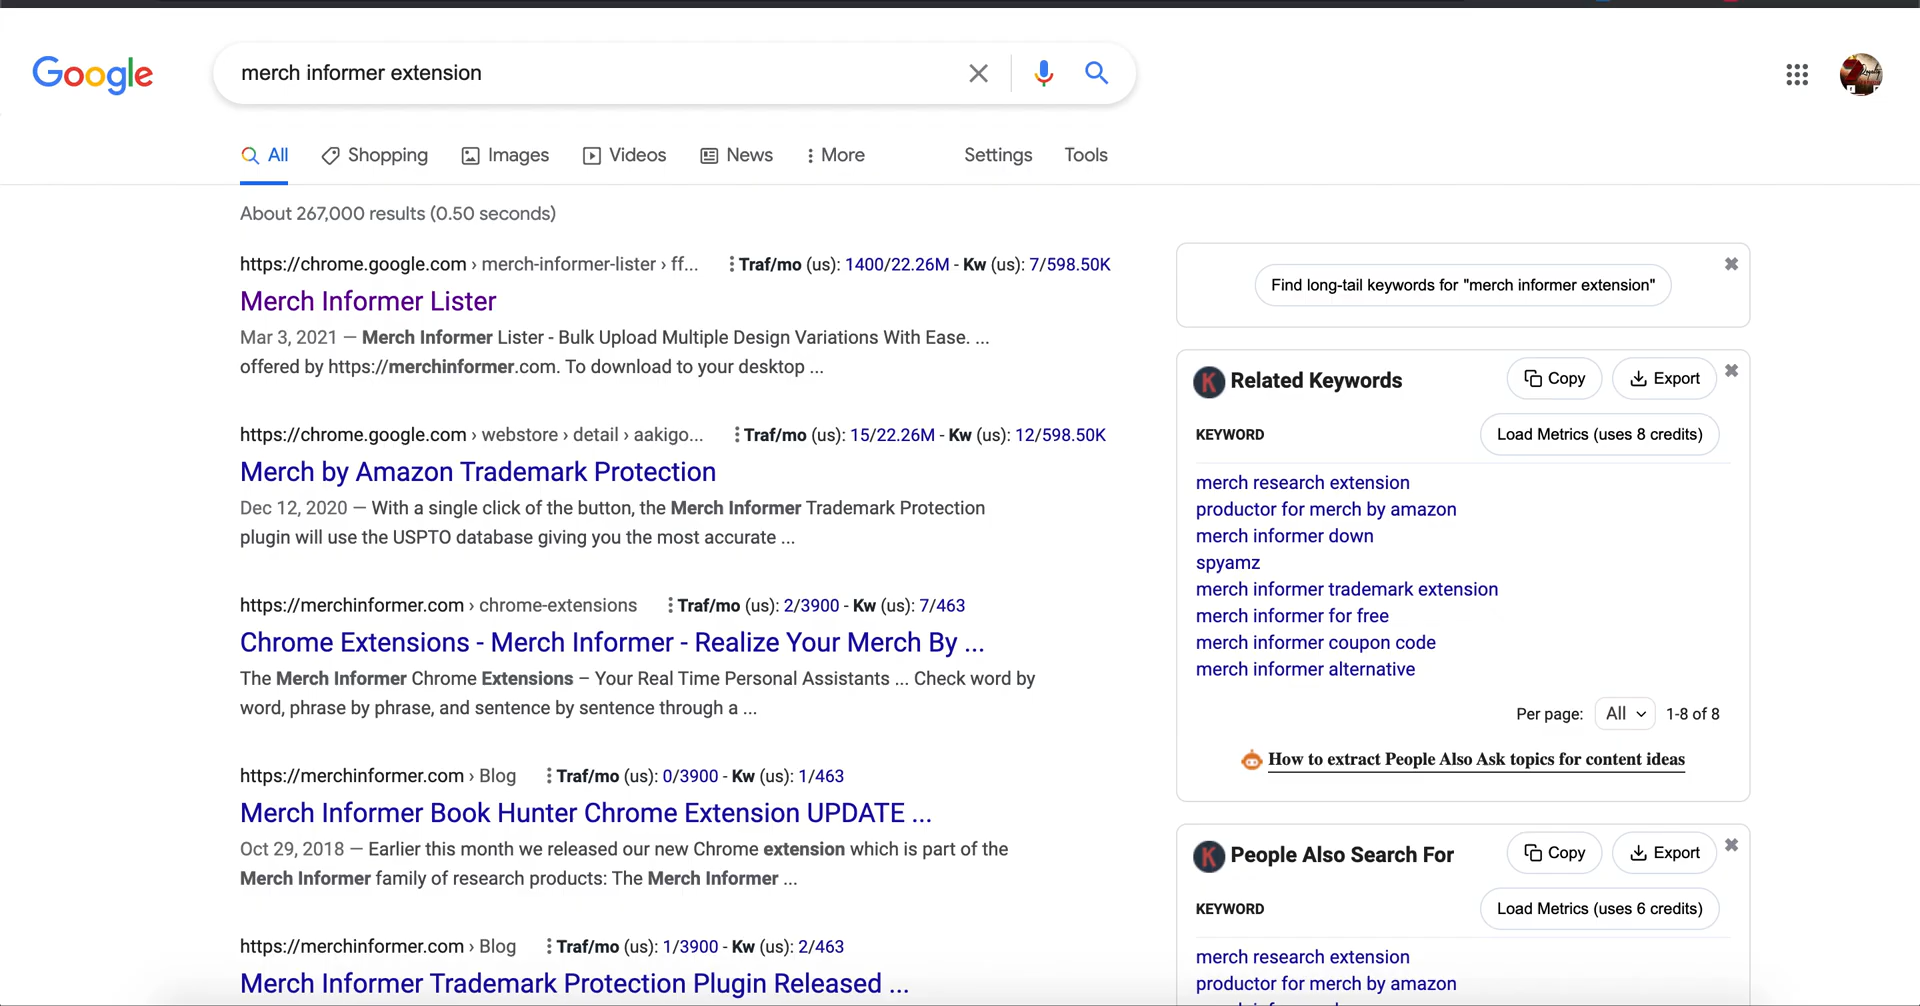 Google
merch informer extension
All Shopping Images Videos News More Settings Tools
About 267,000 results (0.50 seconds)
https://chrome.google.com › merch-informer-lister › ff... Traf/mo (us): 1400/22.26M - Kw (us): 7/598.50K
Merch Informer Lister
Mar 3, 2021 — Merch Informer Lister - Bulk Upload Multiple Design Variations With Ease. ...
offered by https://merchinformer.com. To download to your desktop ...
https://chrome.google.com › webstore › detail › aakigo... Traf/mo (us): 15/22.26M - Kw (us): 12/598.50K
Merch by Amazon Trademark Protection
Dec 12, 2020 — With a single click of the button, the Merch Informer Trademark Protection
plugin will use the USPTO database giving you the most accurate ...
https://merchinformer.com › chrome-extensions Traf/mo (us): 2/3900 - Kw (us): 7/463
Chrome Extensions - Merch Informer - Realize Your Merch By ...
The Merch Informer Chrome Extensions – Your Real Time Personal Assistants ... Check word by
word, phrase by phrase, and sentence by sentence through a ...
https://merchinformer.com › Blog Traf/mo (us): 0/3900 - Kw (us): 1/463
Merch Informer Book Hunter Chrome Extension UPDATE ...
Oct 29, 2018 — Earlier this month we released our new Chrome extension which is part of the
Merch Informer family of research products: The Merch Informer ...
https://merchinformer.com › Blog Traf/mo (us): 1/3900 - Kw (us): 2/463
Merch Informer Trademark Protection Plugin Released ...
Find long-tail keywords for "merch informer extension"
K Related Keywords Copy Export
KEYWORD Load Metrics (uses 8 credits)
merch research extension
productor for merch by amazon
merch informer down
spyamz
merch informer trademark extension
merch informer for free
merch informer coupon code
merch informer alternative
Per page: All 1-8 of 8
How to extract People Also Ask topics for content ideas
K People Also Search For Copy Export
KEYWORD Load Metrics (uses 6 credits)
merch research extension
productor for merch by amazon